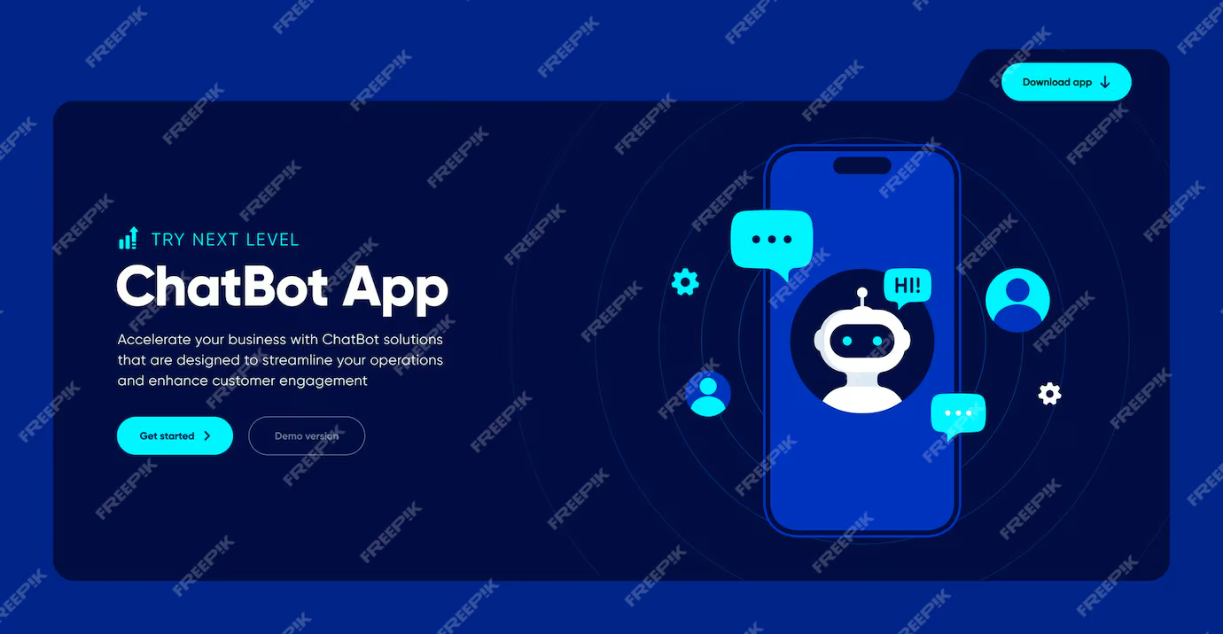 Download app
TRY NEXT LEVEL
ChatBot App
Accelerate your business with ChatBot solutions
that are designed to streamline your operations
and enhance customer engagement
Get started
Demo version
HI!
FREEP!K